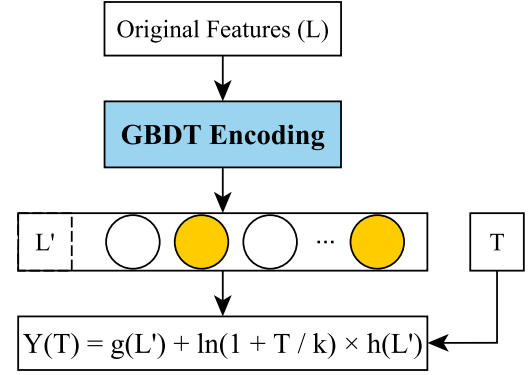 Original Features (L)
GBDT Encoding
L' ... T
Y(T) = g(L') + ln(1 + T / k) × h(L')